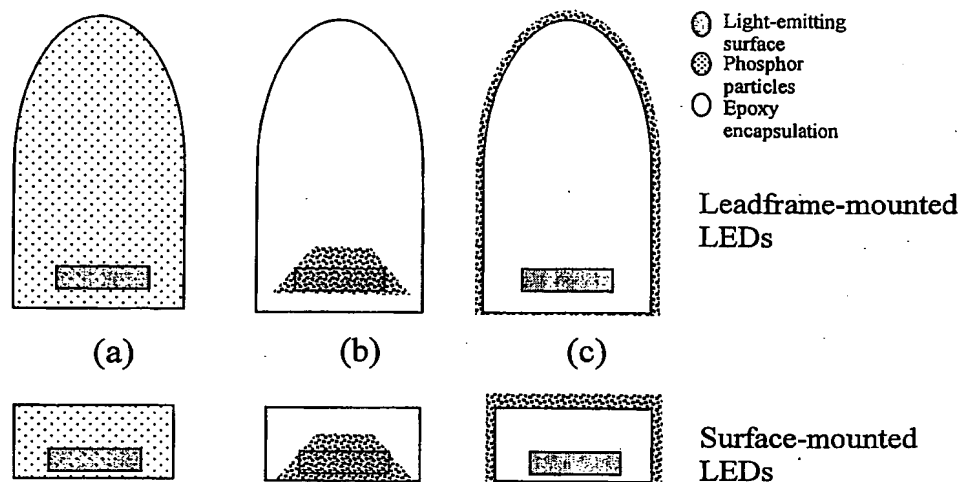 Light-emitting
surface
Phosphor
particles
Epoxy
encapsulation
Leadframe-mounted
LEDs
(a)
(b)
(c)
Surface-mounted
LEDs